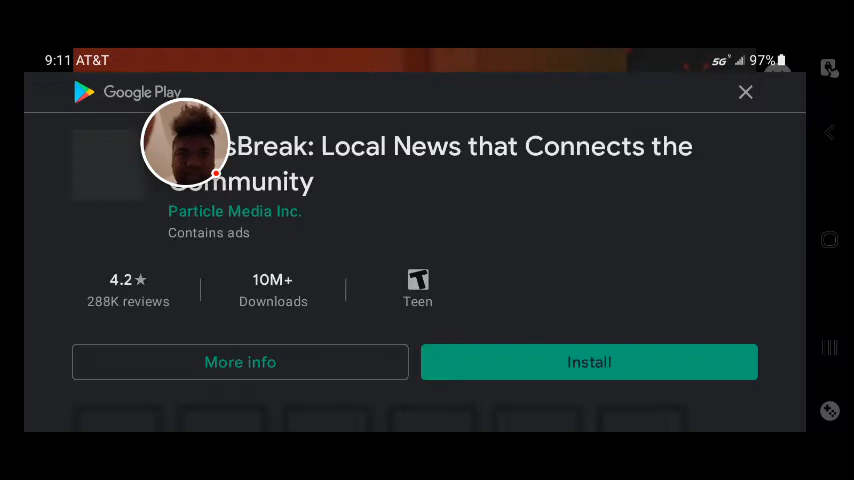 9:11 AT&T 5G 97%
Google Play
sBreak: Local News that Connects the
Community
Particle Media Inc.
Contains ads
4.2★ 10M+ T
288K reviews Downloads Teen
More info Install